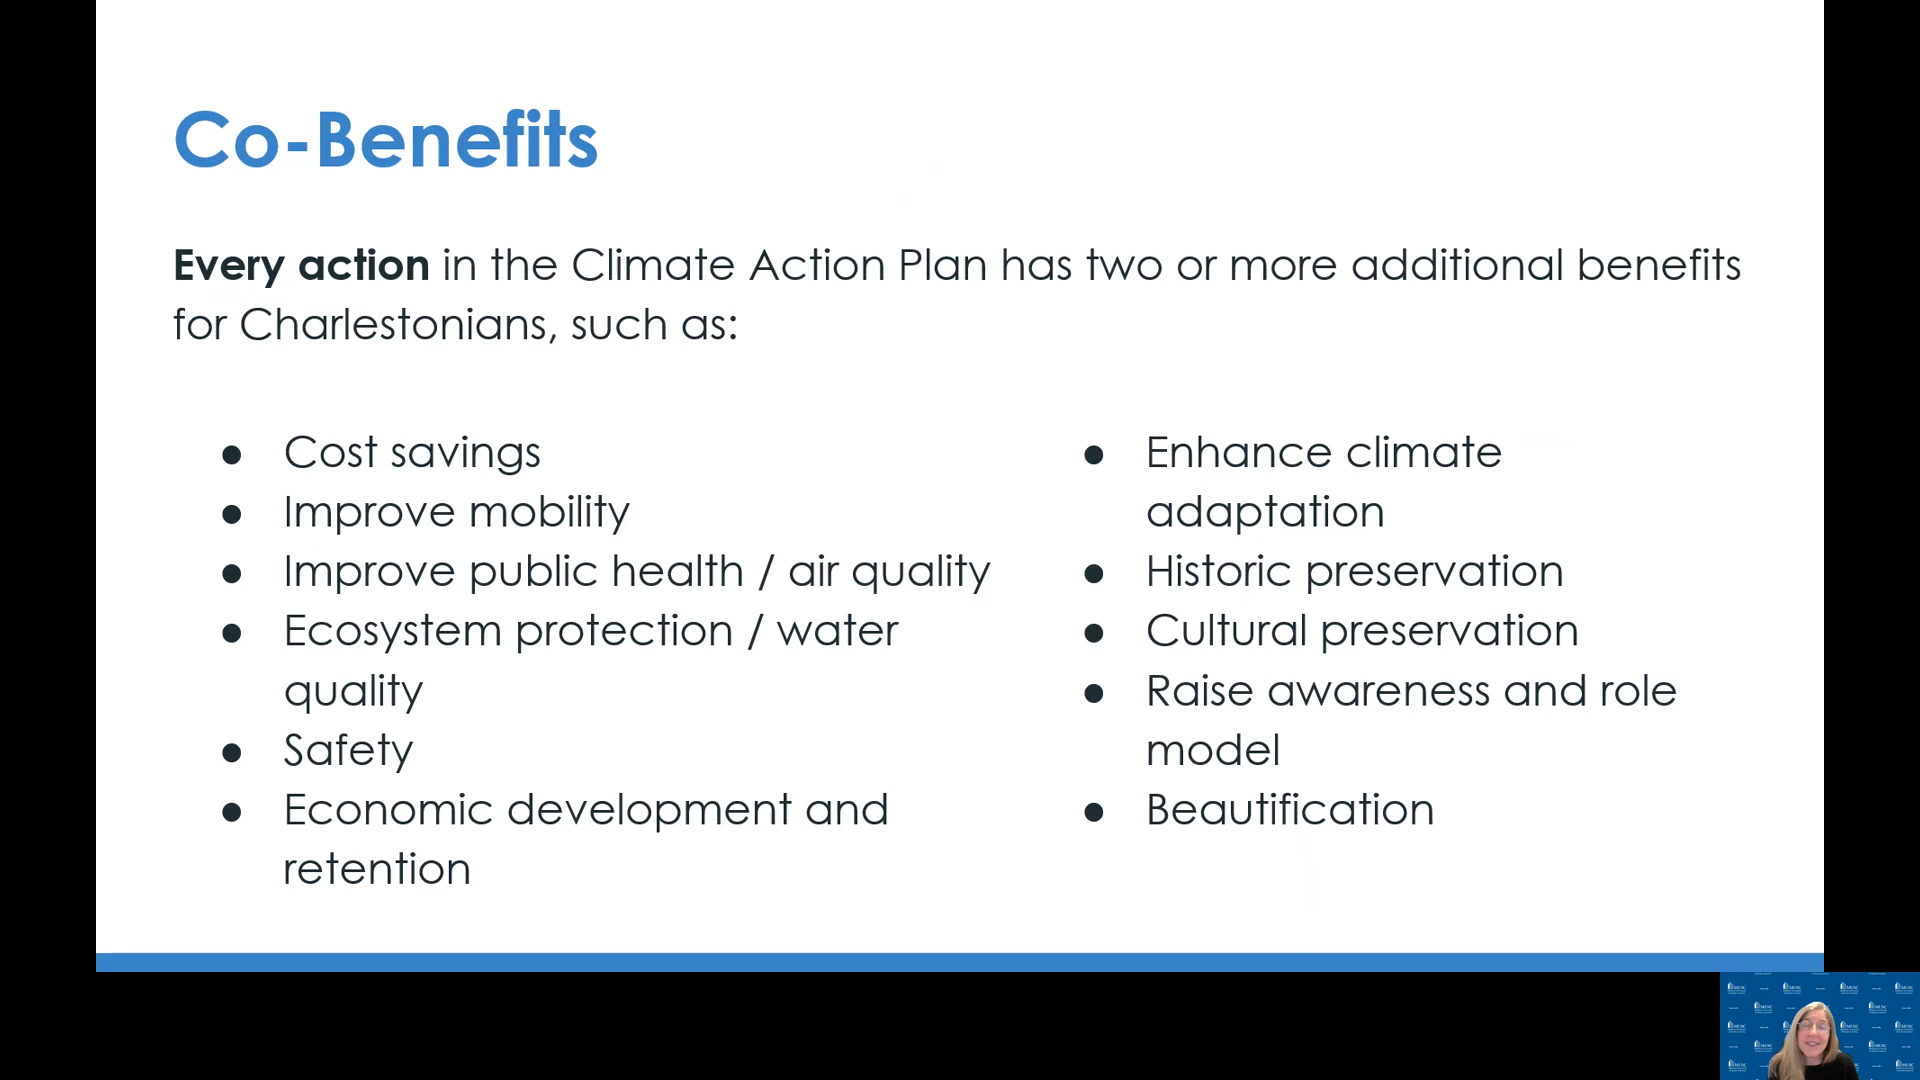 Co-Benefits
Every action in the Climate Action Plan has two or more additional benefits
for Charlestonians, such as:
● Cost savings
● Improve mobility
● Improve public health / air quality
● Ecosystem protection / water
quality
● Safety
● Economic development and
retention
● Enhance climate
adaptation
● Historic preservation
● Cultural preservation
● Raise awareness and role
model
● Beautification
MUSC